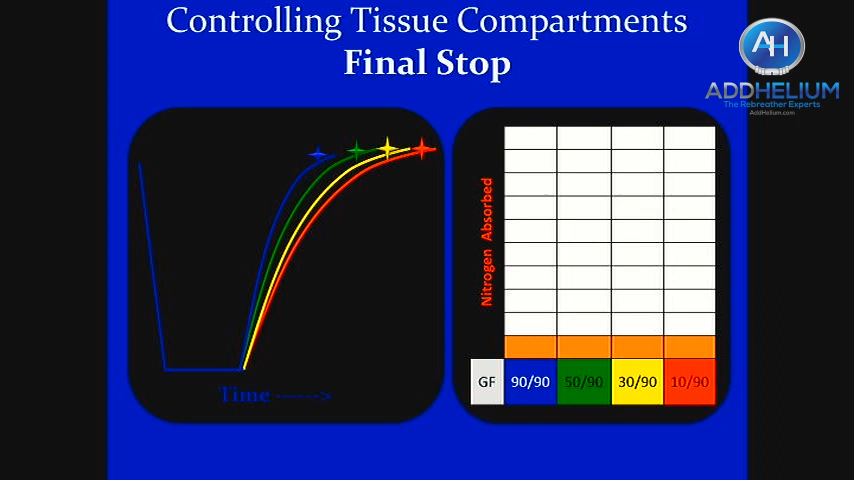 Controlling Tissue Compartments
Final Stop
AH
ADDHELIUM
The Rebreather Experts
AddHelium.com
Nitrogen Absorbed
GF 90/90 50/90 30/90 10/90
Time ----->